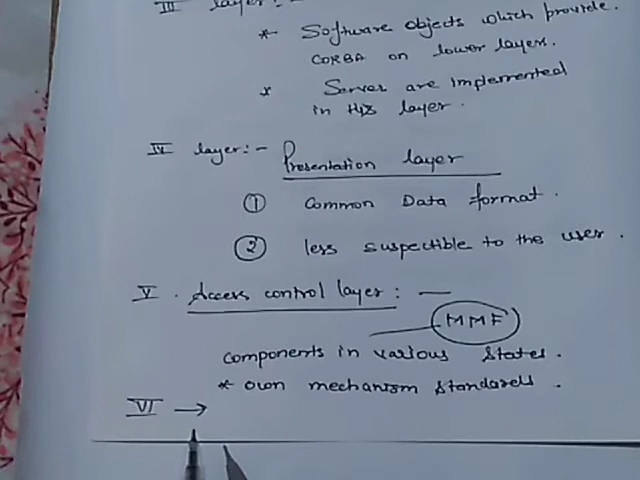 III layer:-
* Software objects which provide.
CORBA on lower layers.
* Server are implemented
in this layer.
IV layer:- Presentation layer
① Common Data format.
② less suspectible to the user.
V. Access control layer: —
MMF
components in various States.
* own mechanism standards.
VI →